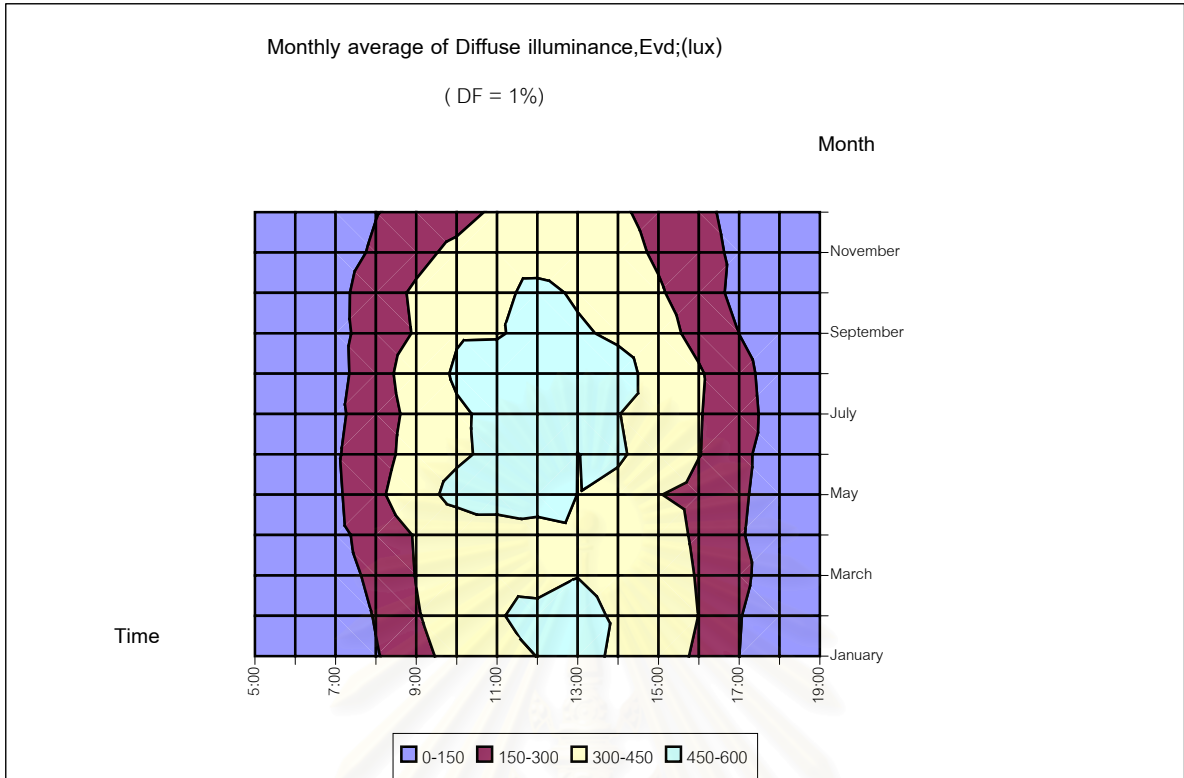 Monthly average of Diffuse illuminance,Evd;(lux)
( DF = 1%)
Month
November
September
July
May
March
January
Time
5:00
7:00
9:00
11:00
13:00
15:00
17:00
19:00
0-150
150-300
300-450
450-600